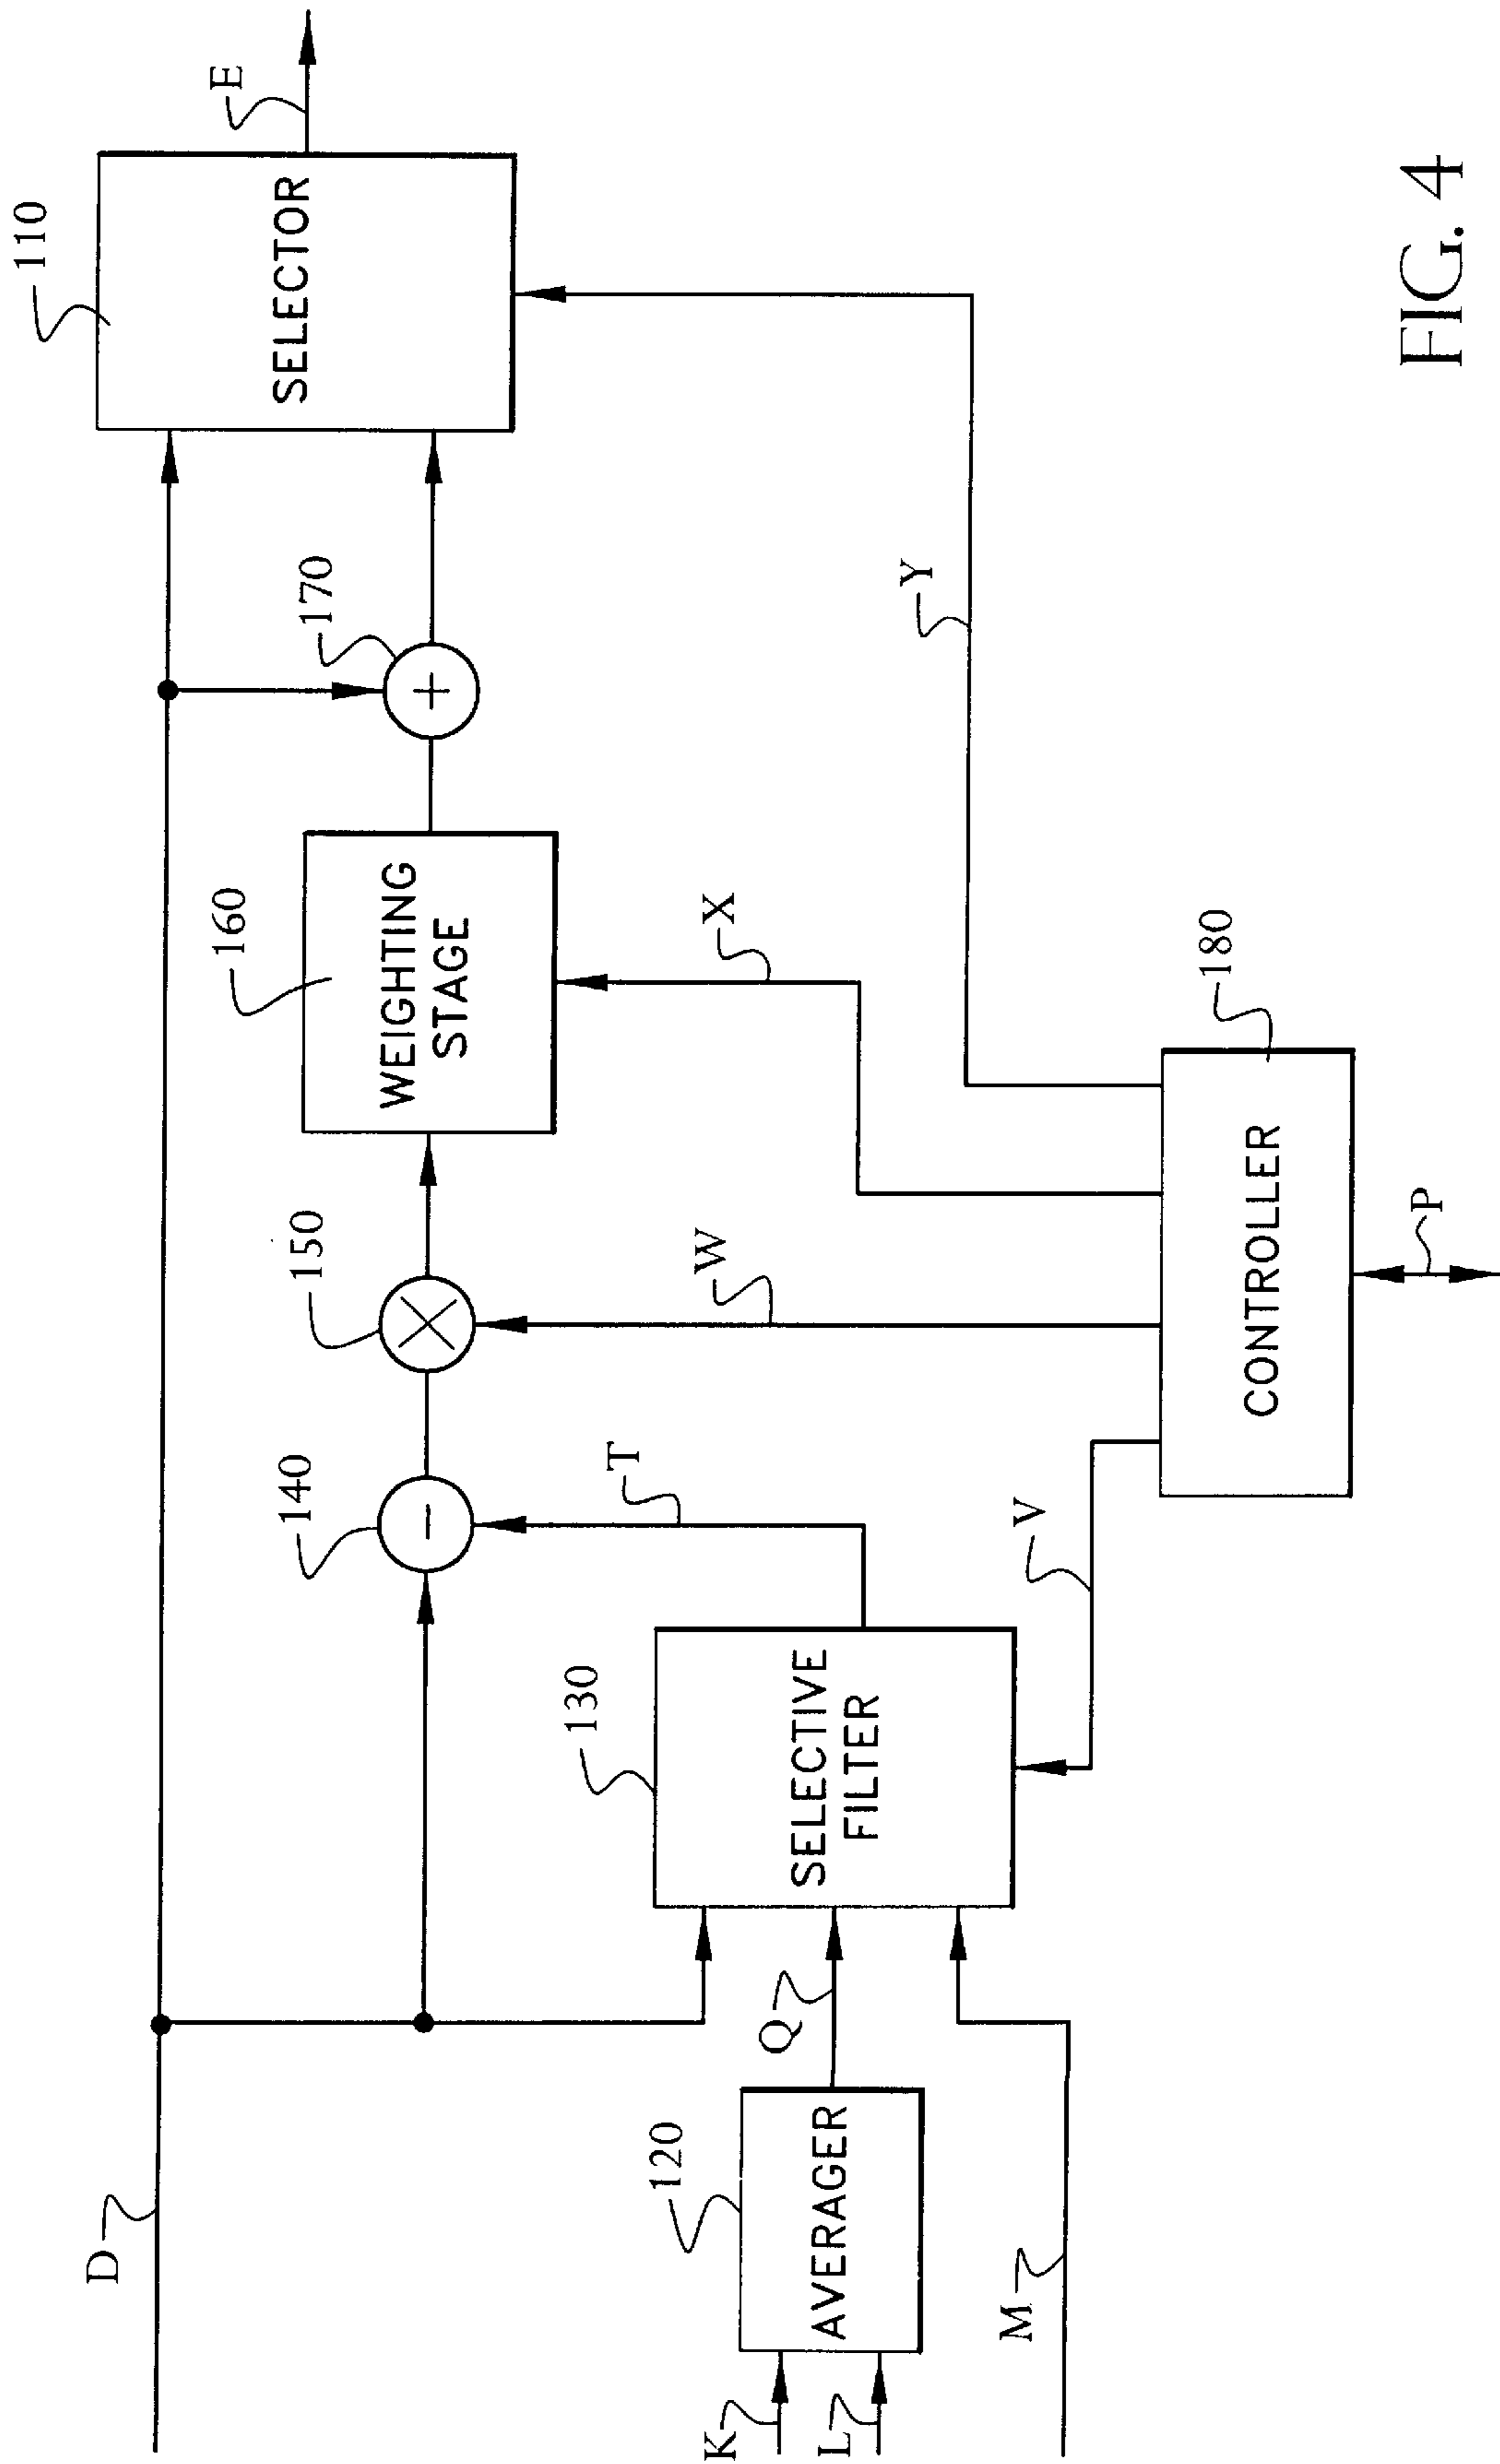 D
E
110
SELECTOR
170
160
WEIGHTING
STAGE
150
140
T
W
X
Y
130
SELECTIVE
FILTER
Q
120
AVERAGER
K
L
M
V
180
CONTROLLER
P
FIG. 4